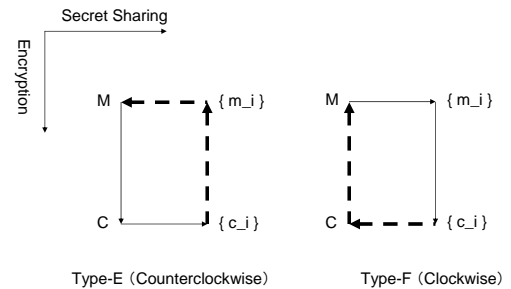 Secret Sharing
Encryption
M { m_i } M { m_i }
C { c_i } C { c_i }
Type-E（Counterclockwise） Type-F（Clockwise）